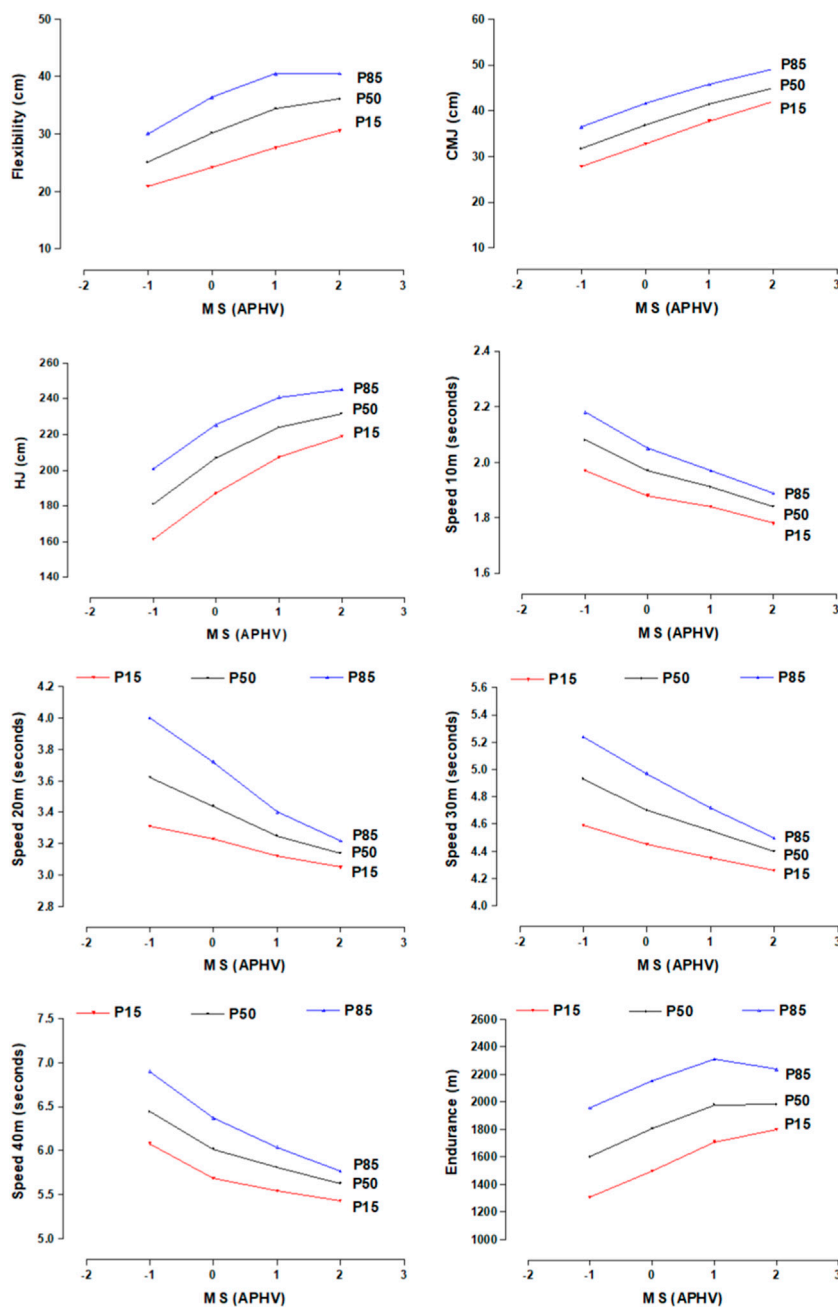 Flexibility (cm)
50
40
30
20
10
P85
P50
P15
-2 -1 0 1 2 3
MS (APHV)
CMJ (cm)
60
50
40
30
20
10
P85
P50
P15
-2 -1 0 1 2 3
MS (APHV)
HJ (cm)
260
240
220
200
180
160
140
P85
P50
P15
-2 -1 0 1 2 3
MS (APHV)
Speed 10m (seconds)
2.4
2.2
2.0
1.8
1.6
P85
P50
P15
-2 -1 0 1 2 3
MS (APHV)
P15 P50 P85
Speed 20m (seconds)
4.2
4.0
3.8
3.6
3.4
3.2
3.0
2.8
P85
P50
P15
-2 -1 0 1 2 3
MS (APHV)
P15 P50 P85
Speed 30m (seconds)
5.6
5.4
5.2
5.0
4.8
4.6
4.4
4.2
4.0
P85
P50
P15
-2 -1 0 1 2 3
MS (APHV)
P15 P50 P85
Speed 40m (seconds)
7.5
7.0
6.5
6.0
5.5
5.0
P85
P50
P15
-2 -1 0 1 2 3
MS (APHV)
P15 P50 P85
Endurance (m)
2600
2400
2200
2000
1800
1600
1400
1200
1000
P85
P50
P15
-2 -1 0 1 2 3
MS (APHV)